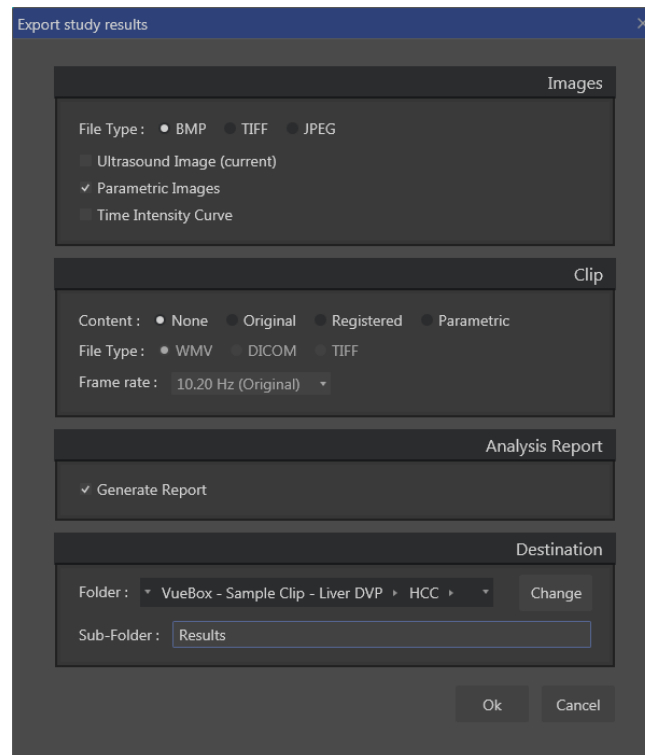 Export study results
Images
File Type : BMP TIFF JPEG
Ultrasound Image (current)
Parametric Images
Time Intensity Curve
Clip
Content : None Original Registered Parametric
File Type : WMV DICOM TIFF
Frame rate : 10.20 Hz (Original)
Analysis Report
Generate Report
Destination
Folder : VueBox - Sample Clip - Liver DVP HCC Change
Sub-Folder : Results
Ok Cancel